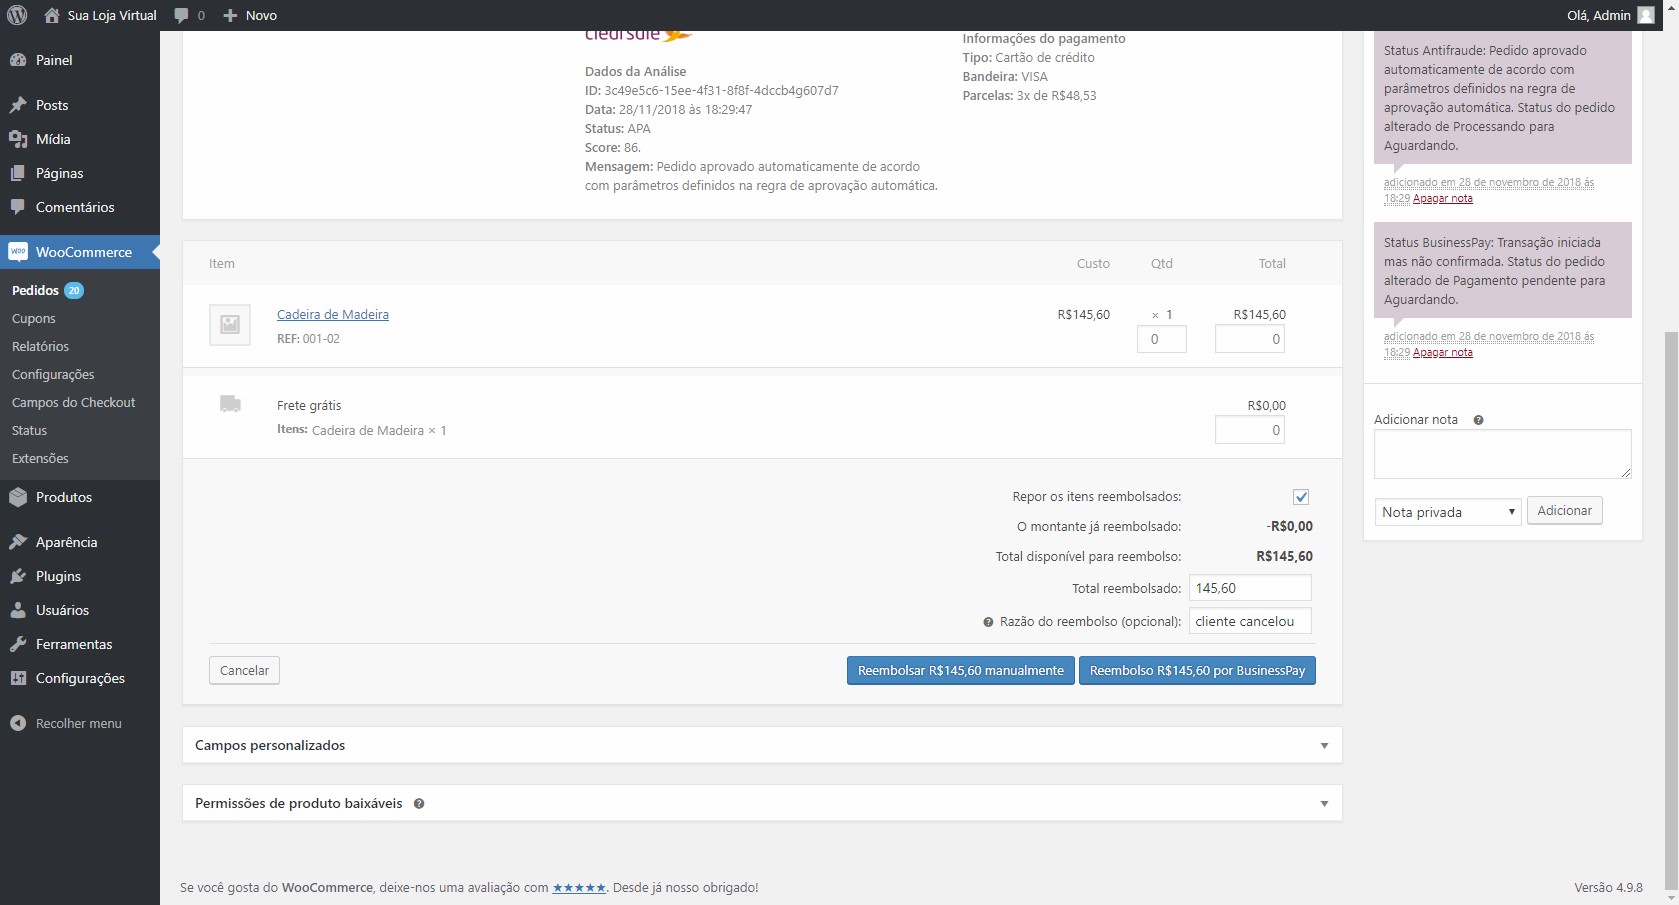 Sua Loja Virtual
0
Novo
Olá, Admin
Painel
Posts
Mídia
Páginas
Comentários
WooCommerce
Pedidos 20
Cupons
Relatórios
Configurações
Campos do Checkout
Status
Extensões
Produtos
Aparência
Plugins
Usuários
Ferramentas
Configurações
Recolher menu
clearsale
Dados da Análise
ID: 3c49e5c6-15ee-4f31-8f8f-4dccb4g607d7
Data: 28/11/2018 às 18:29:47
Status: APA
Score: 86.
Mensagem: Pedido aprovado automaticamente de acordo
com parâmetros definidos na regra de aprovação automática.
Informações do pagamento
Tipo: Cartão de crédito
Bandeira: VISA
Parcelas: 3x de R$48,53
Item
Custo
Qtd
Total
Cadeira de Madeira
REF: 001-02
R$145,60
× 1
R$145,60
0
0
Frete grátis
Itens: Cadeira de Madeira × 1
R$0,00
0
Repor os itens reembolsados:
O montante já reembolsado: -R$0,00
Total disponível para reembolso: R$145,60
Total reembolsado: 145,60
Razão do reembolso (opcional): cliente cancelou
Cancelar
Reembolsar R$145,60 manualmente
Reembolso R$145,60 por BusinessPay
Campos personalizados
Permissões de produto baixáveis
Status Antifraude: Pedido aprovado
automaticamente de acordo com
parâmetros definidos na regra de
aprovação automática. Status do pedido
alterado de Processando para
Aguardando.
adicionado em 28 de novembro de 2018 ás
18:29 Apagar nota
Status BusinessPay: Transação iniciada
mas não confirmada. Status do pedido
alterado de Pagamento pendente para
Aguardando.
adicionado em 28 de novembro de 2018 ás
18:29 Apagar nota
Adicionar nota
Nota privada
Adicionar
Se você gosta do WooCommerce, deixe-nos uma avaliação com ★★★★★. Desde já nosso obrigado!
Versão 4.9.8